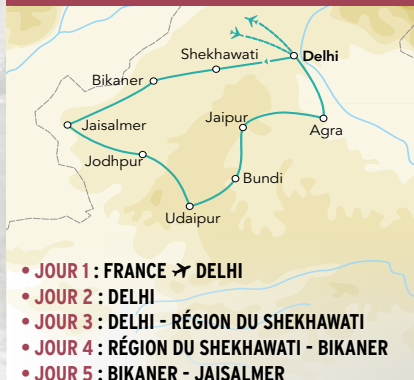 Shekhawati
Delhi
Bikaner
Jaisalmer
Jaipur
Agra
Jodhpur
Bundi
Udaipur
• JOUR 1 : FRANCE ✈ DELHI
• JOUR 2 : DELHI
• JOUR 3 : DELHI - RÉGION DU SHEKHAWATI
• JOUR 4 : RÉGION DU SHEKHAWATI - BIKANER
• JOUR 5 : BIKANER - JAISALMER